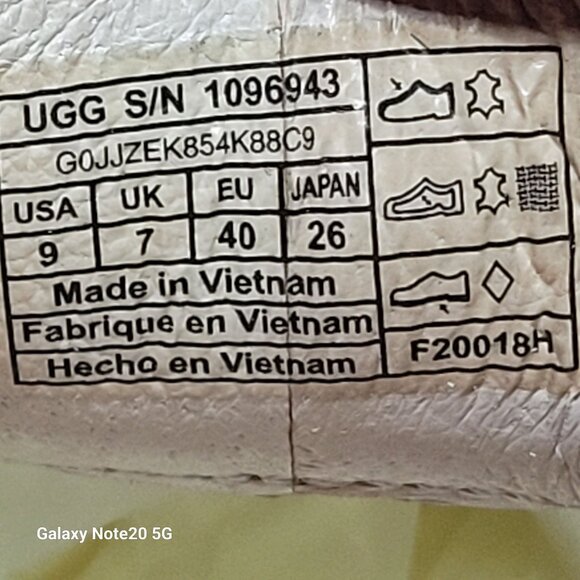 UGG S/N 1096943
G0JJZEK854K88C9
USA UK EU JAPAN
9 7 40 26
Made in Vietnam
Fabrique en Vietnam
Hecho en Vietnam
F20018H
Galaxy Note20 5G